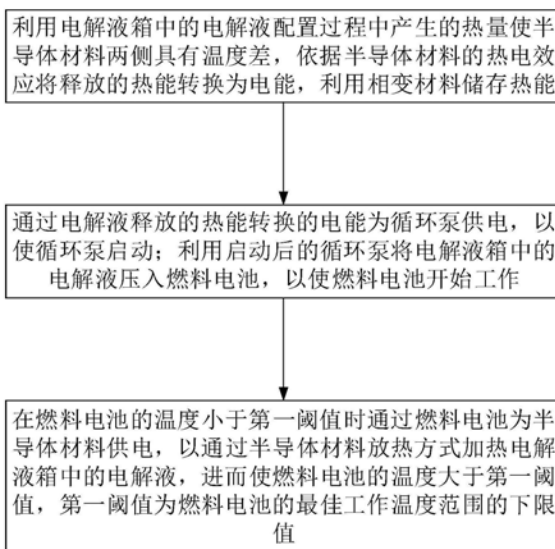 利用电解液箱中的电解液配置过程中产生的热量使半
导体材料两侧具有温度差，依据半导体材料的热电效
应将释放的热能转换为电能，利用相变材料储存热能
通过电解液释放的热能转换的电能为循环泵供电，以
使循环泵启动；利用启动后的循环泵将电解液箱中的
电解液压入燃料电池，以使燃料电池开始工作
在燃料电池的温度小于第一阈值时通过燃料电池为半
导体材料供电，以通过半导体材料放热方式加热电解
液箱中的电解液，进而使燃料电池的温度大于第一阈
值，第一阈值为燃料电池的最佳工作温度范围的下限
值